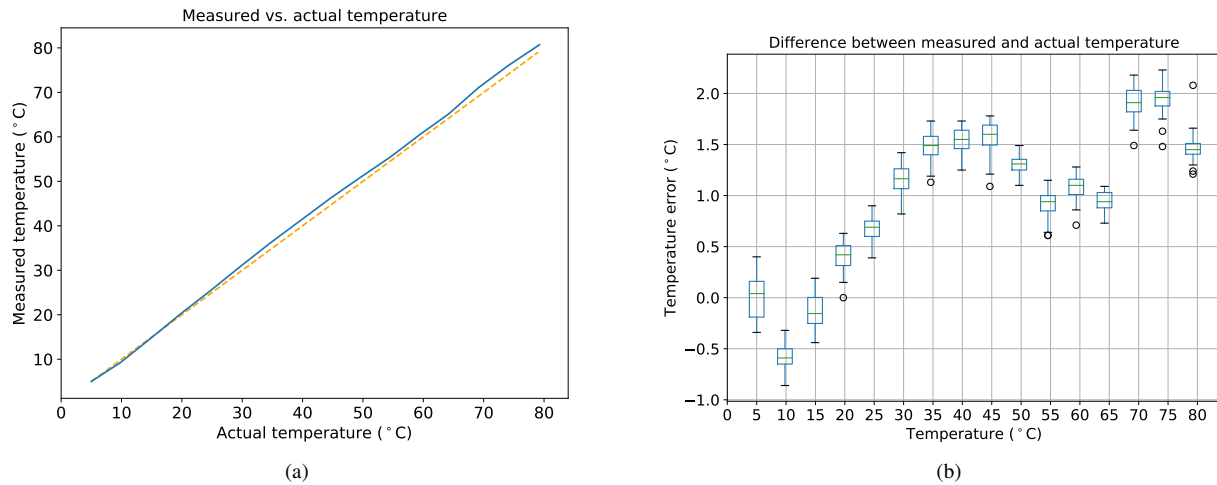 Measured vs. actual temperature
Measured temperature (°C)
80
70
60
50
40
30
20
10
0 10 20 30 40 50 60 70 80
Actual temperature (°C)
(a)
Difference between measured and actual temperature
Temperature error (°C)
2.0
1.5
1.0
0.5
0.0
−0.5
−1.0
0 5 10 15 20 25 30 35 40 45 50 55 60 65 70 75 80
Temperature (°C)
(b)